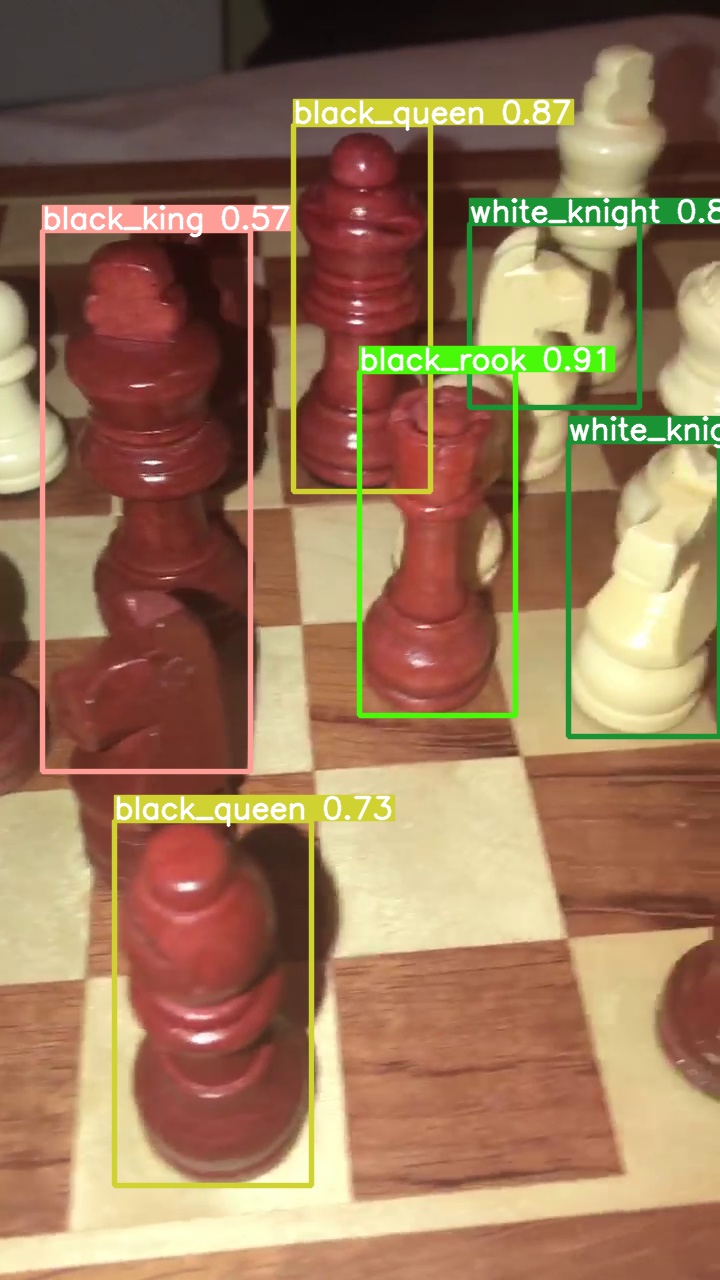 black_queen 0.87
black_king 0.57
white_knight 0.8
black_rook 0.91
white_knig
black_queen 0.73